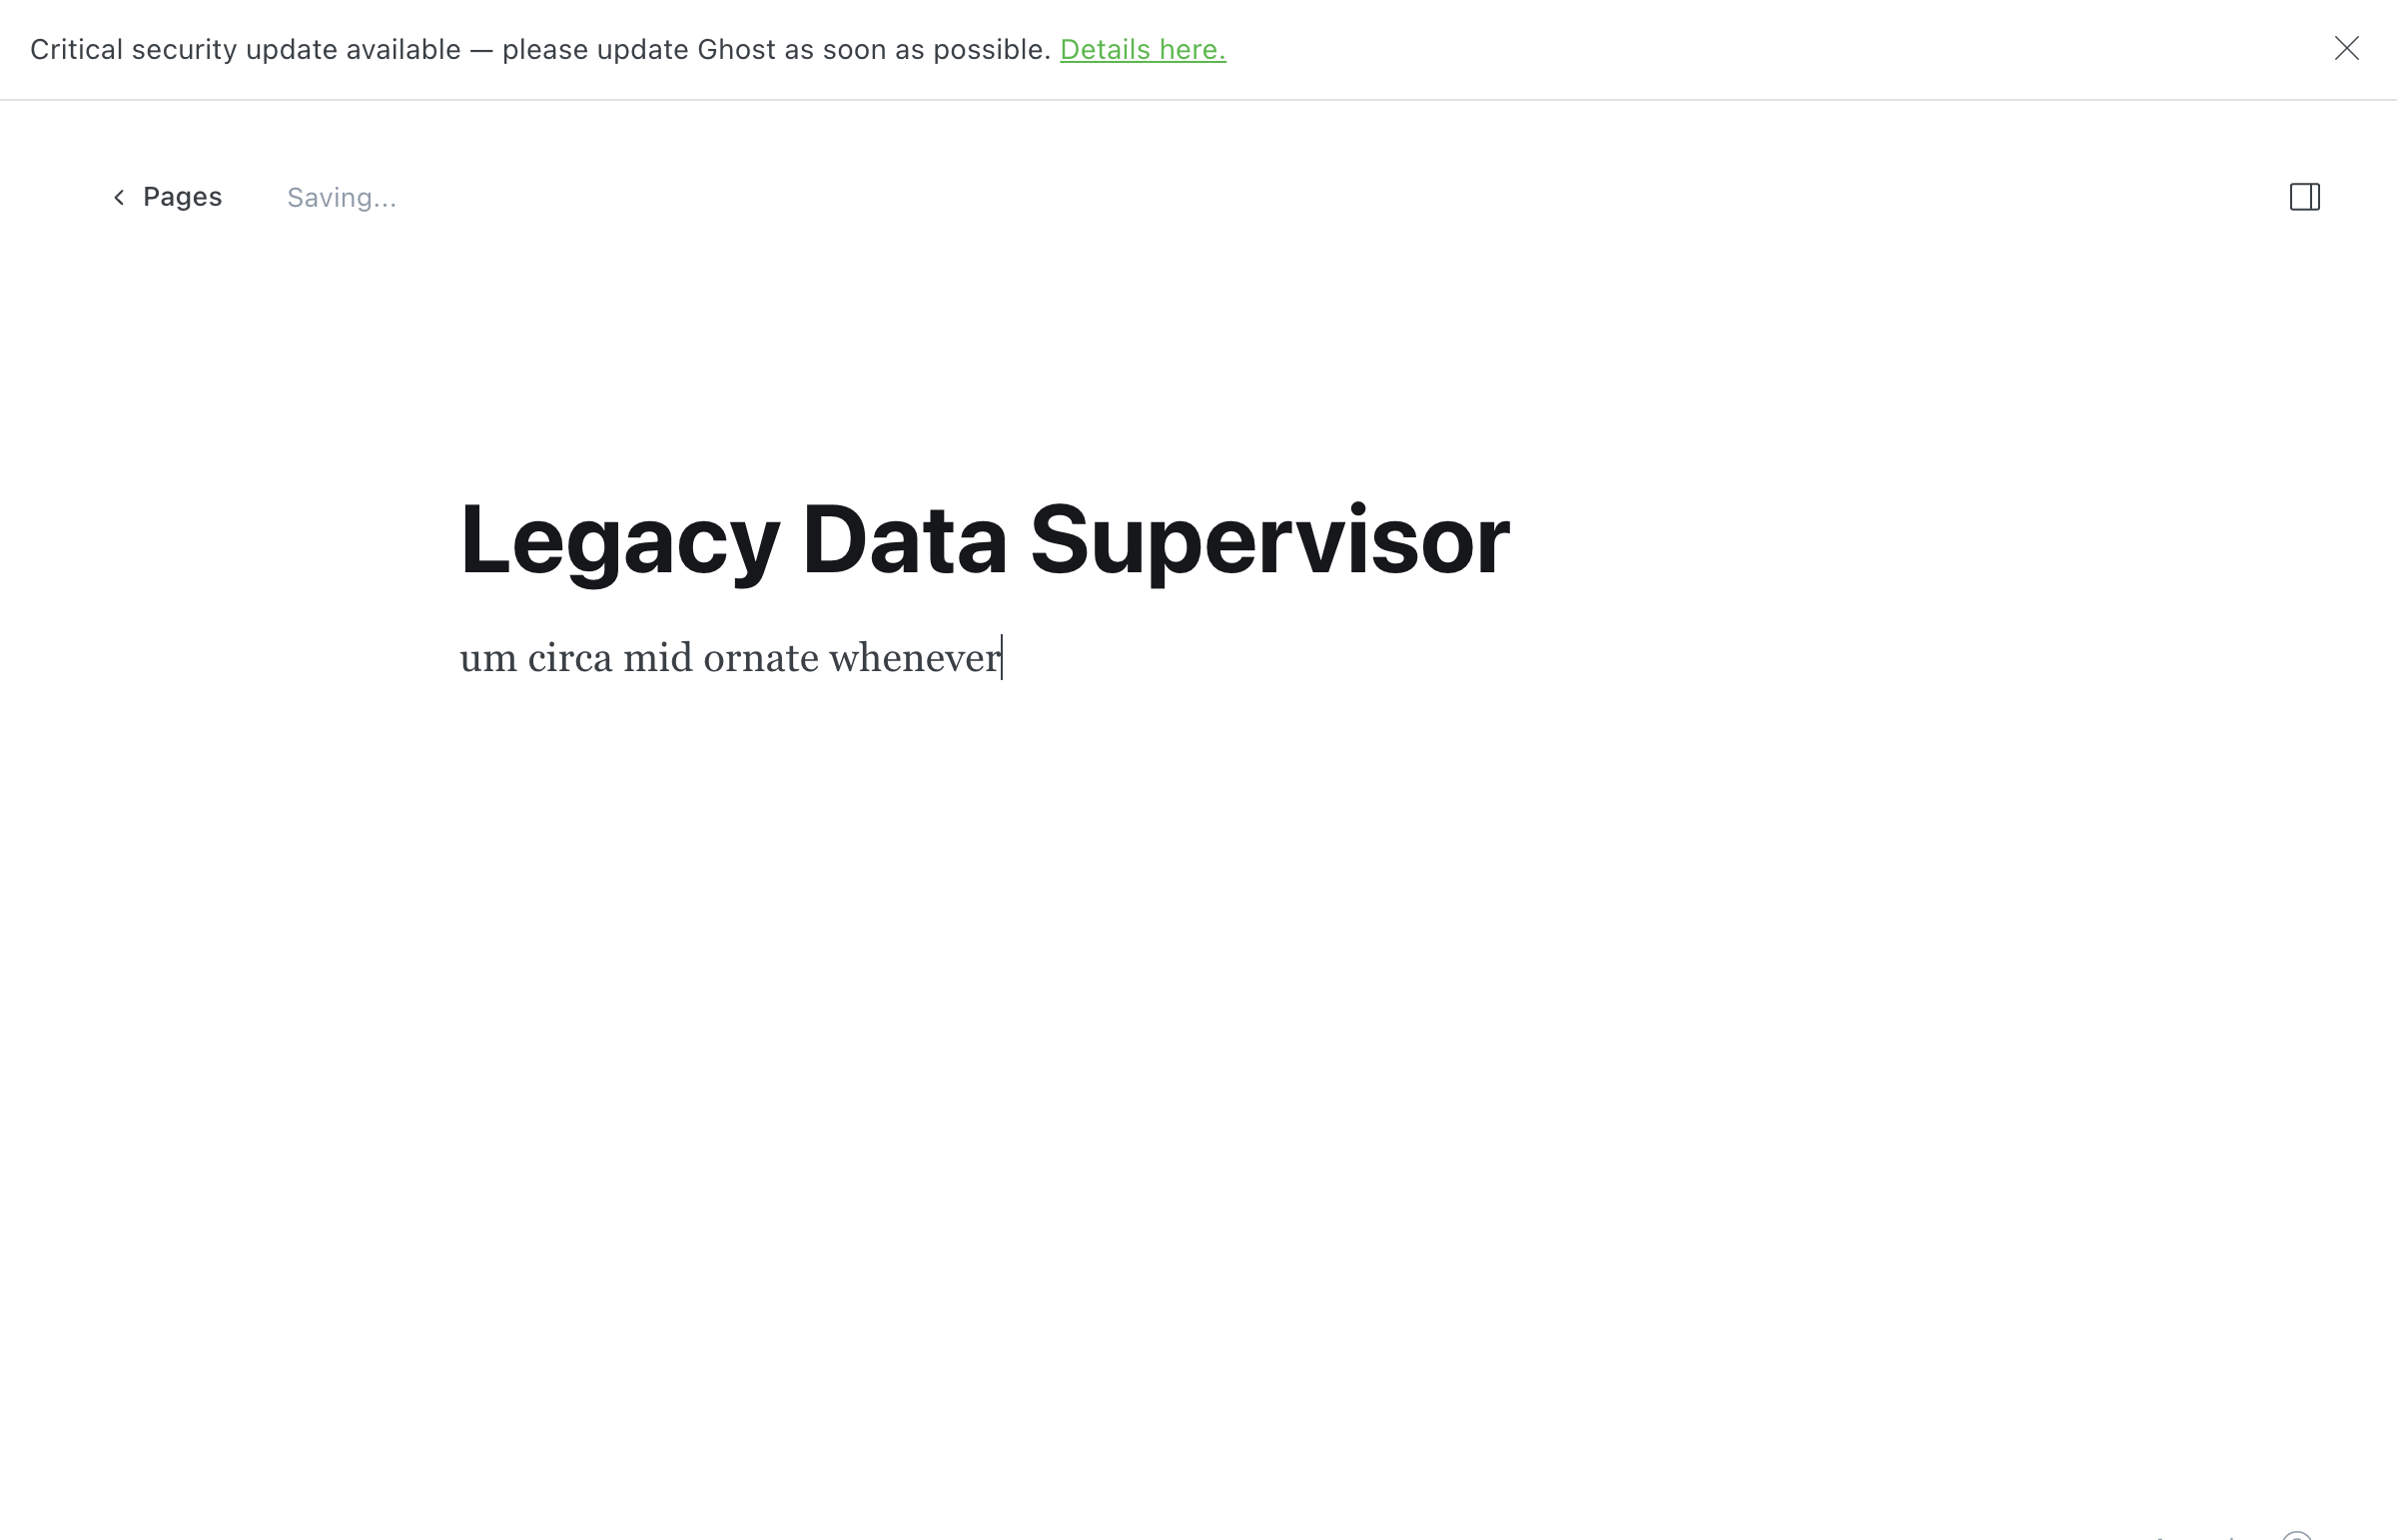 Critical security update available — please update Ghost as soon as possible. Details here.
Pages
Saving...
Legacy Data Supervisor
um circa mid ornate whenever